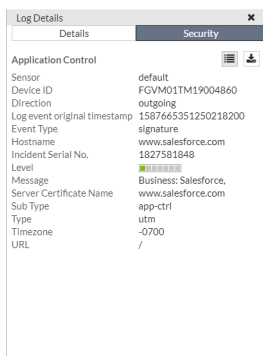 Log Details
Details Security
Application Control
Sensor default
Device ID FGVM01TM19004860
Direction outgoing
Log event original timestamp 1587665351250218200
Event Type signature
Hostname www.salesforce.com
Incident Serial No. 1827581848
Level
Message Business: Salesforce,
Server Certificate Name www.salesforce.com
Sub Type app-ctrl
Type utm
Timezone -0700
URL /